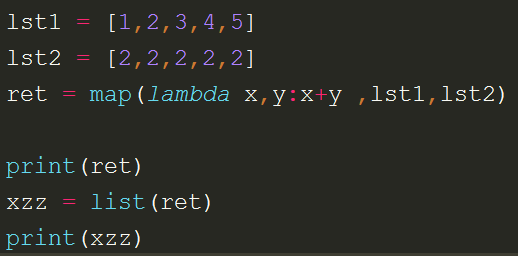 lst1 = [1,2,3,4,5]
lst2 = [2,2,2,2,2]
ret = map(lambda x,y:x+y ,lst1,lst2)
print(ret)
xzz = list(ret)
print(xzz)